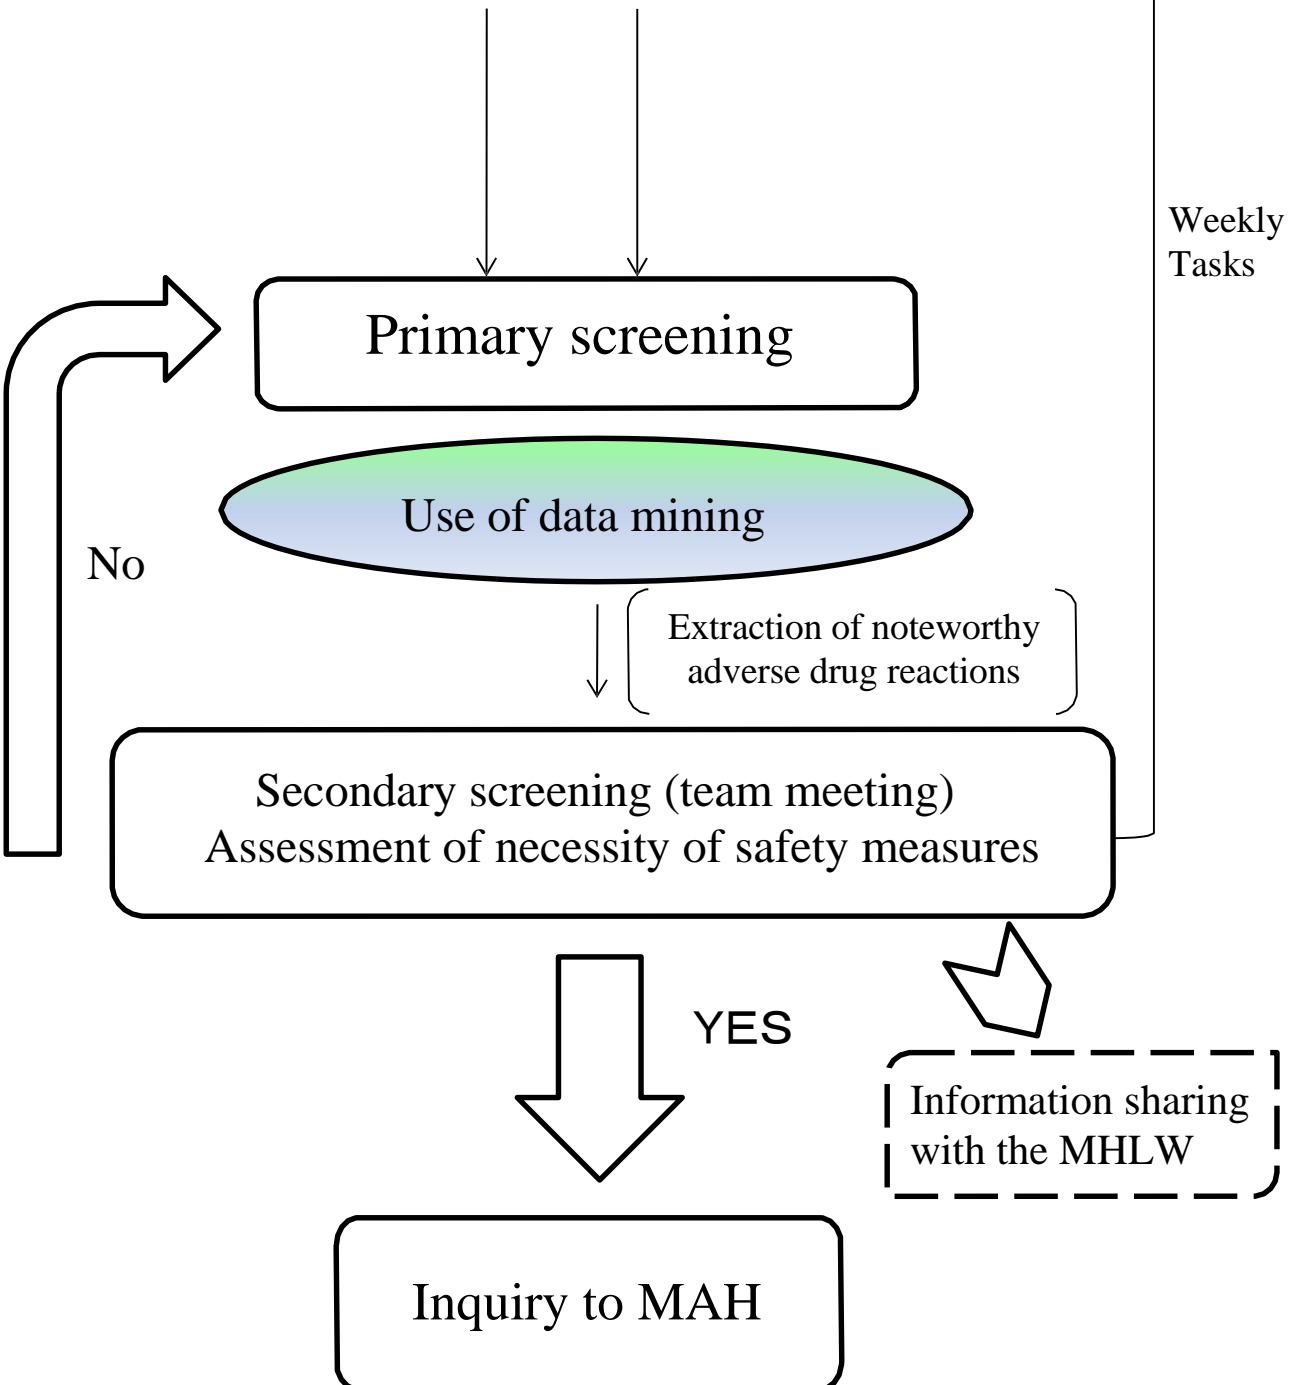 Weekly
Tasks
Primary screening
Use of data mining
No
Extraction of noteworthy
adverse drug reactions
Secondary screening (team meeting)
Assessment of necessity of safety measures
YES
Information sharing
with the MHLW
Inquiry to MAH